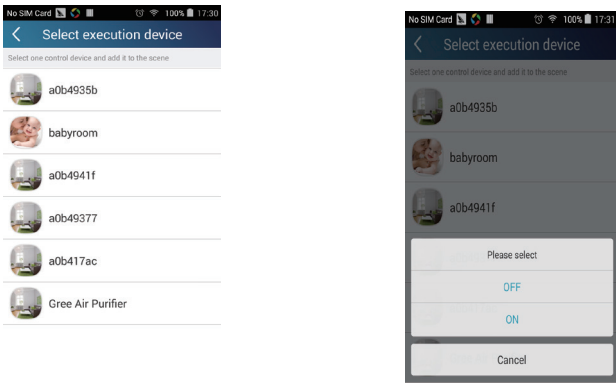 No SIM Card 100% 17:30
Select execution device
Select one control device and add it to the scene
a0b4935b
babyroom
a0b4941f
a0b49377
a0b417ac
Gree Air Purifier
No SIM Card 100% 17:31
Select execution device
Select one control device and add it to the scene
a0b4935b
babyroom
a0b4941f
Please select
OFF
ON
Cancel